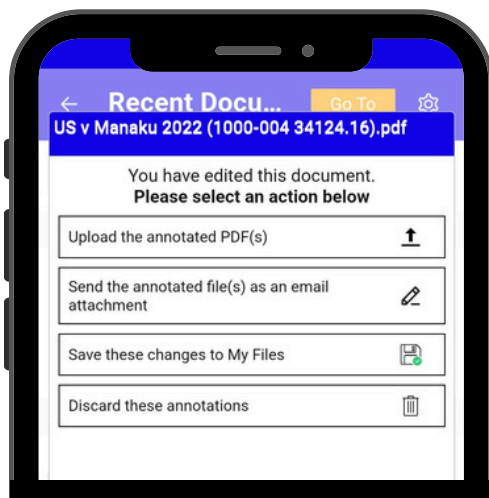 Recent Docu...
Go To
US v Manaku 2022 (1000-004 34124.16).pdf
You have edited this document.
Please select an action below
Upload the annotated PDF(s)
Send the annotated file(s) as an email
attachment
Save these changes to My Files
Discard these annotations